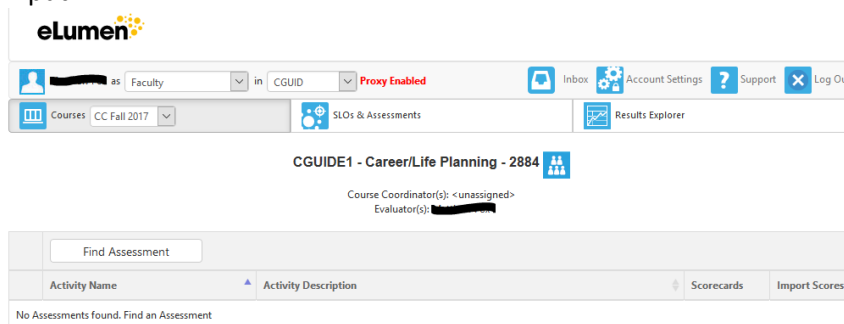 eLumen
as Faculty in CGUID Proxy Enabled Inbox Account Settings ? Support Log Ou
Courses CC Fall 2017 SLOs & Assessments Results Explorer
CGUIDE1 - Career/Life Planning - 2884
Course Coordinator(s): <unassigned>
Evaluator(s):
Find Assessment
Activity Name Activity Description Scorecards Import Scores
No Assessments found. Find an Assessment